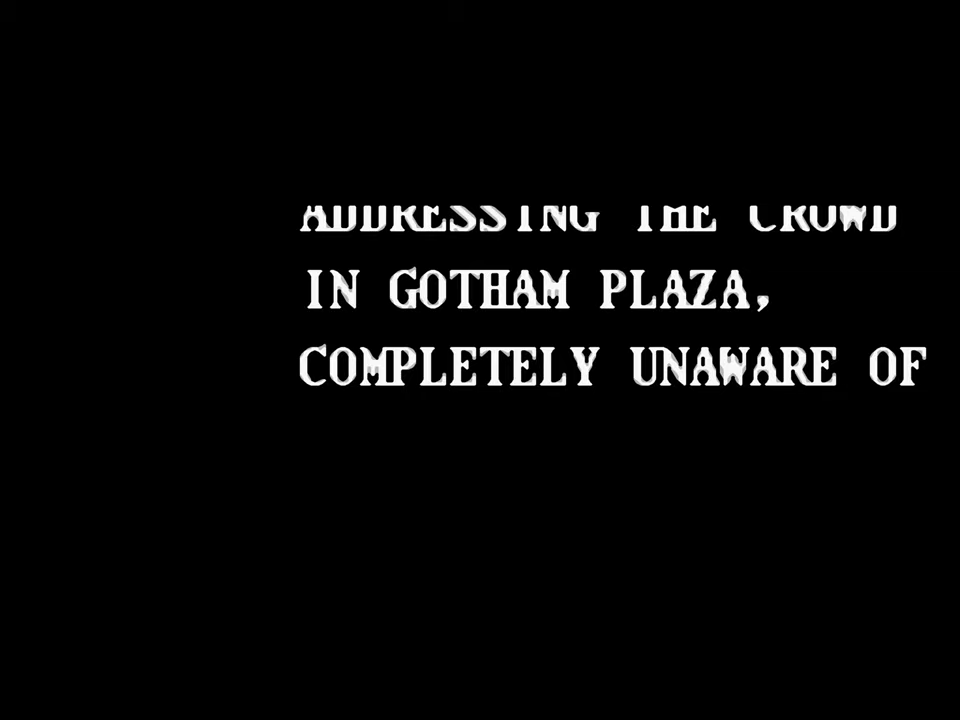 ADDRESSING THE CROWD
IN GOTHAM PLAZA,
COMPLETELY UNAWARE OF